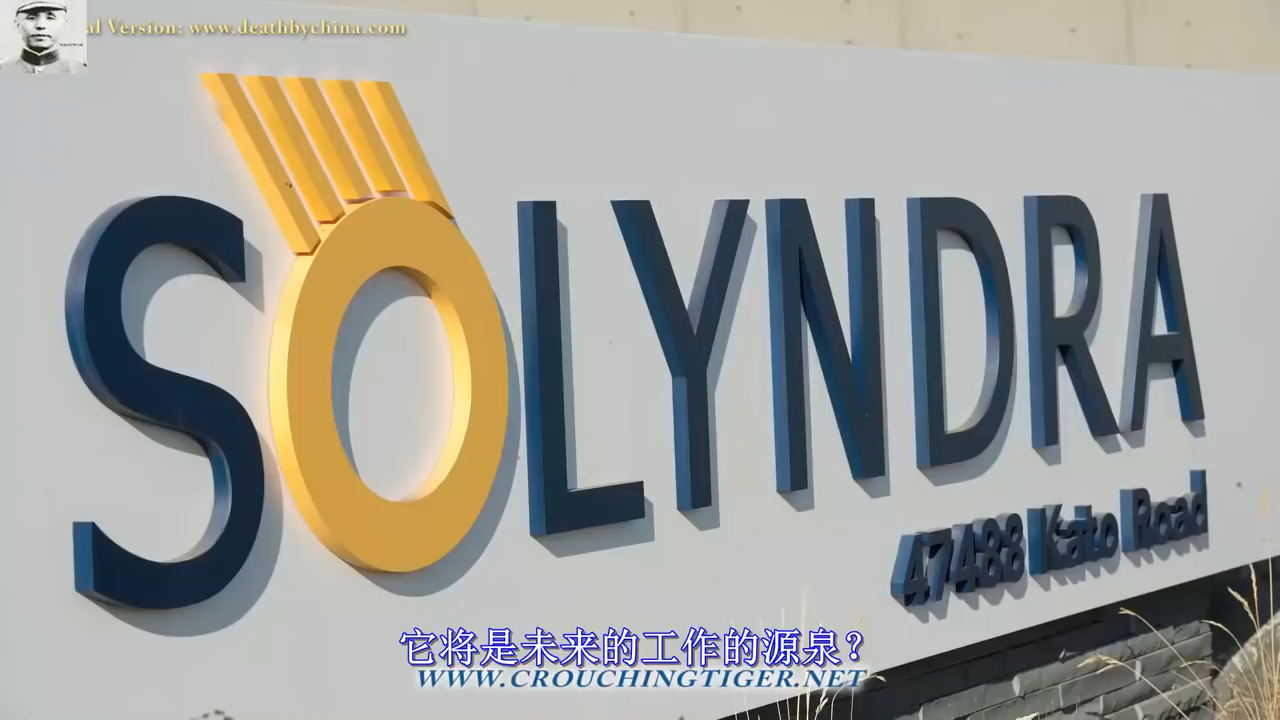 al Version: www.deathbychina.com
SOLYNDRA
47488 Kato Road
它将是未来的工作的源泉？
WWW.CROUCHINGTIGER.NET